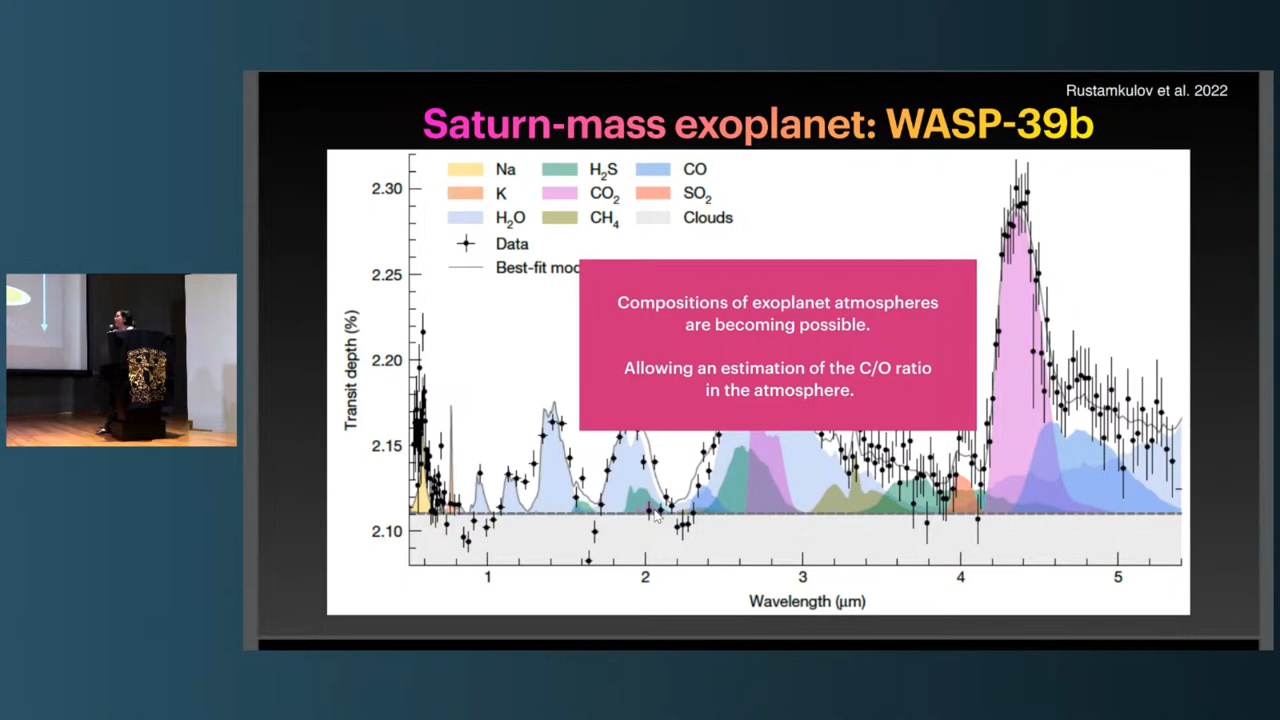 Rustamkulov et al. 2022
Saturn-mass exoplanet: WASP-39b
Na
H₂S
CO
K
CO₂
SO₂
H₂O
CH₄
Clouds
Data
Best-fit mod
Compositions of exoplanet atmospheres
are becoming possible.
Allowing an estimation of the C/O ratio
in the atmosphere.
Transit depth (%)
2.30
2.25
2.20
2.15
2.10
1 2 3 4 5
Wavelength (μm)